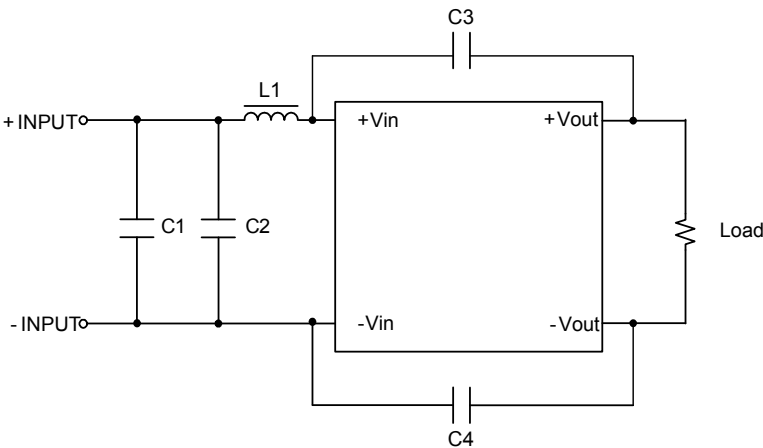 C3
L1
+INPUT
+Vin
+Vout
C1
C2
Load
-INPUT
-Vin
-Vout
C4